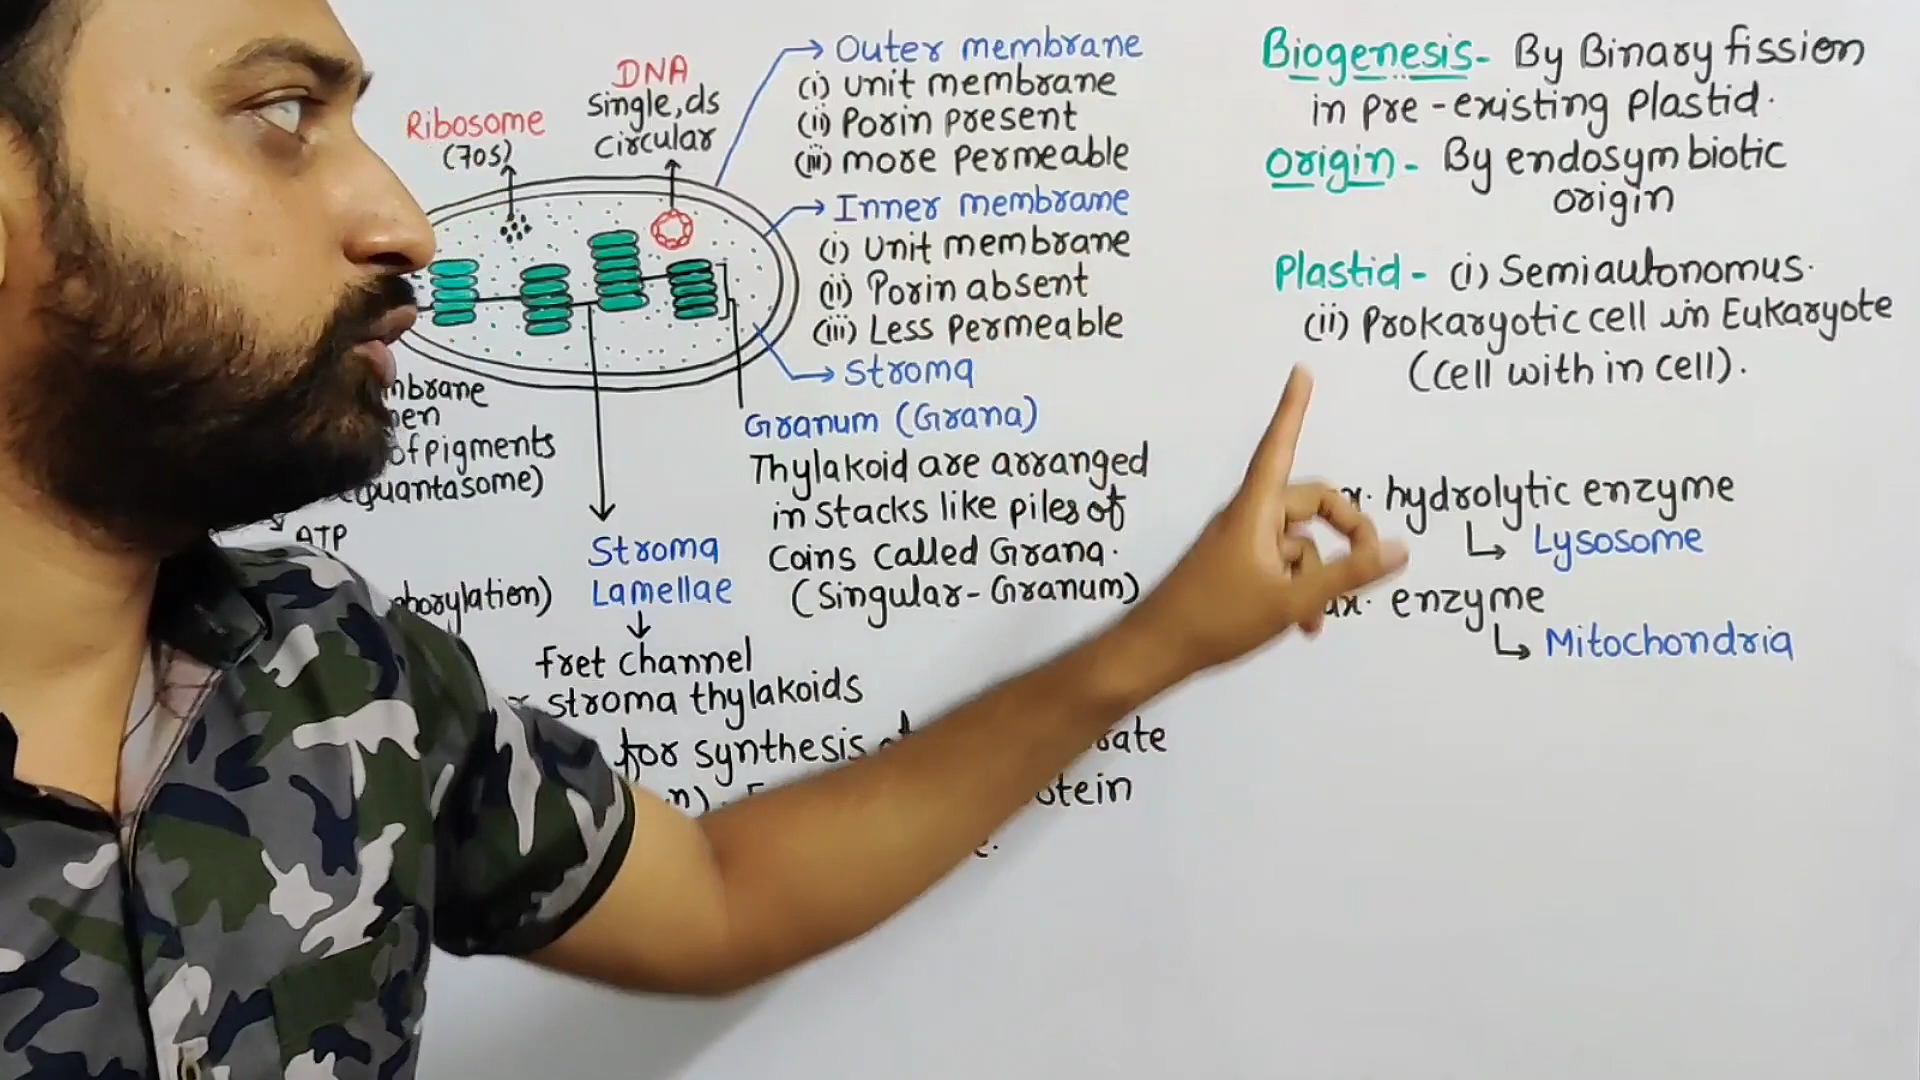 Ribosome
(70S)
DNA
Single, ds
Circular
Outer membrane
(i) unit membrane
(ii) Porin present
(iii) more permeable
Inner membrane
(i) Unit membrane
(ii) Porin absent
(iii) Less permeable
Stroma
Granum (Grana)
Thylakoid are arranged
in stacks like piles of
coins called Grana.
(Singular - Granum)
of pigments
(quantasome)
ATP
Stroma
Lamellae
Fret channel
stroma thylakoids
for synthesis
Biogenesis - By Binary fission
in pre-existing Plastid.
Origin - By endosymbiotic
origin
Plastid - (i) Semiautonomus.
(ii) Prokaryotic cell in Eukaryote
(cell with in cell).
hydrolytic enzyme
Lysosome
enzyme
Mitochondria